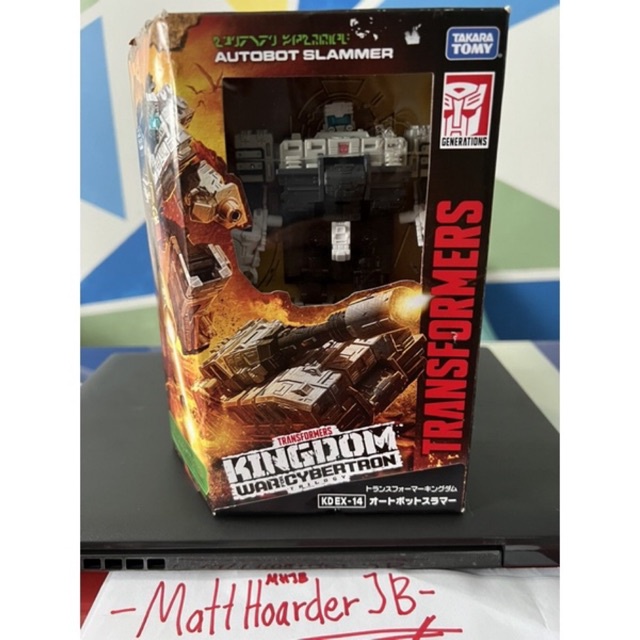 AUTOBOT SLAMMER
TAKARA
TOMY
GENERATIONS
TRANSFORMERS
TRANSFORMERS
KINGDOM
WAR FOR CYBERTRON
TRILOGY
トランスフォーマーキングダム
KD EX-14 オートボットスラマー
MHJB
-Matt Hoarder JB-